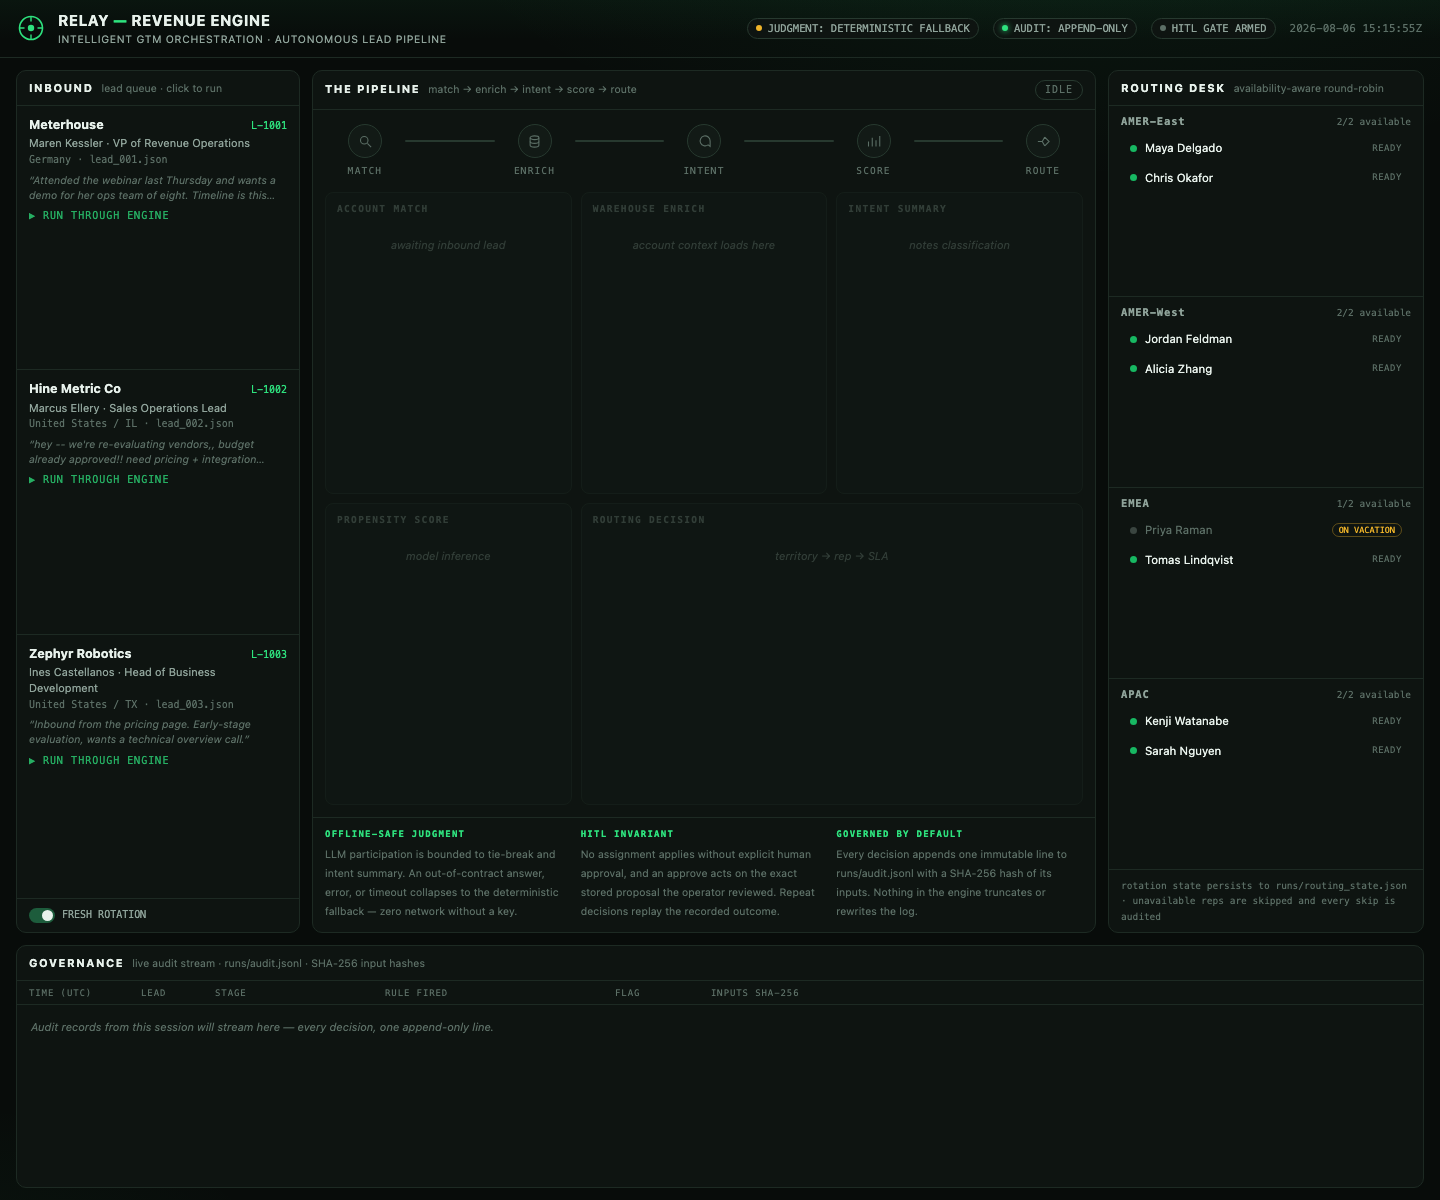 RELAY — REVENUE ENGINE
INTELLIGENT GTM ORCHESTRATION · AUTONOMOUS LEAD PIPELINE
JUDGMENT: DETERMINISTIC FALLBACK
AUDIT: APPEND-ONLY
HITL GATE ARMED
2026-08-06 15:15:55Z
INBOUND lead queue · click to run
Meterhouse L-1001
Maren Kessler · VP of Revenue Operations
Germany · lead_001.json
“Attended the webinar last Thursday and wants a
demo for her ops team of eight. Timeline is this…
▶ RUN THROUGH ENGINE
Hine Metric Co L-1002
Marcus Ellery · Sales Operations Lead
United States / IL · lead_002.json
“hey -- we're re-evaluating vendors,, budget
already approved!! need pricing + integration…
▶ RUN THROUGH ENGINE
Zephyr Robotics L-1003
Ines Castellanos · Head of Business
Development
United States / TX · lead_003.json
“Inbound from the pricing page. Early-stage
evaluation, wants a technical overview call.”
▶ RUN THROUGH ENGINE
FRESH ROTATION
THE PIPELINE match → enrich → intent → score → route
IDLE
MATCH
ENRICH
INTENT
SCORE
ROUTE
ACCOUNT MATCH
awaiting inbound lead
WAREHOUSE ENRICH
account context loads here
INTENT SUMMARY
notes classification
PROPENSITY SCORE
model inference
ROUTING DECISION
territory → rep → SLA
OFFLINE-SAFE JUDGMENT
LLM participation is bounded to tie-break and
intent summary. An out-of-contract answer,
error, or timeout collapses to the deterministic
fallback — zero network without a key.
HITL INVARIANT
No assignment applies without explicit human
approval, and an approve acts on the exact
stored proposal the operator reviewed. Repeat
decisions replay the recorded outcome.
GOVERNED BY DEFAULT
Every decision appends one immutable line to
runs/audit.jsonl with a SHA-256 hash of its
inputs. Nothing in the engine truncates or
rewrites the log.
ROUTING DESK availability-aware round-robin
AMER-East 2/2 available
Maya Delgado READY
Chris Okafor READY
AMER-West 2/2 available
Jordan Feldman READY
Alicia Zhang READY
EMEA 1/2 available
Priya Raman ON VACATION
Tomas Lindqvist READY
APAC 2/2 available
Kenji Watanabe READY
Sarah Nguyen READY
rotation state persists to runs/routing_state.json
· unavailable reps are skipped and every skip is
audited
GOVERNANCE live audit stream · runs/audit.jsonl · SHA-256 input hashes
TIME (UTC) LEAD STAGE RULE FIRED FLAG INPUTS SHA-256
Audit records from this session will stream here — every decision, one append-only line.